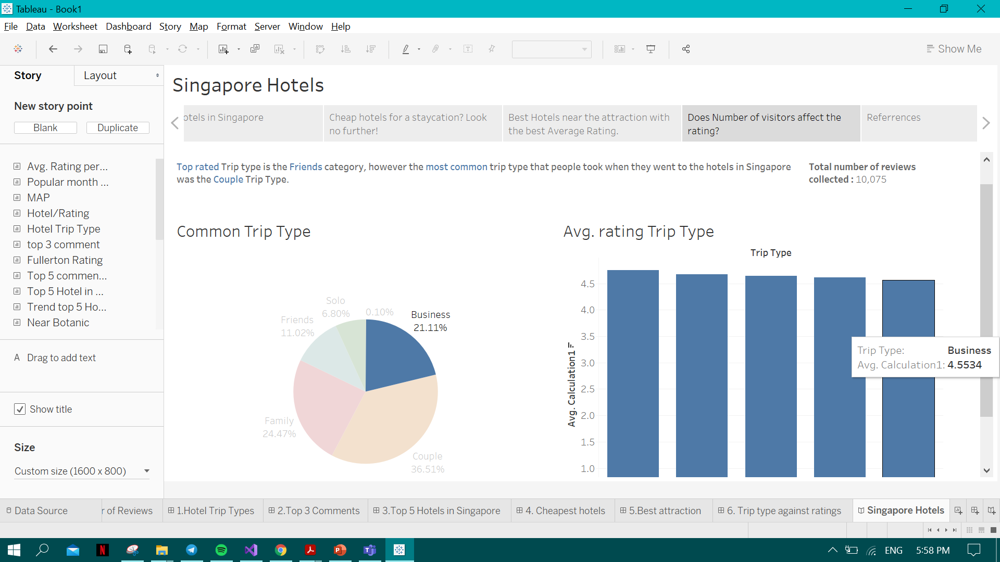 Tableau - Book1
File Data Worksheet Dashboard Story Map Format Server Window Help
Show Me
Story Layout
New story point
Blank Duplicate
Avg. Rating per...
Popular month ...
MAP
Hotel/Rating
Hotel Trip Type
top 3 comment
Fullerton Rating
Top 5 commen...
Top 5 Hotel in ...
Trend top 5 Ho...
Near Botanic
A Drag to add text
Show title
Size
Custom size (1600 x 800)
Singapore Hotels
otels in Singapore
Cheap hotels for a staycation? Look
no further!
Best Hotels near the attraction with
the best Average Rating.
Does Number of visitors affect the
rating?
Referrences
Top rated Trip type is the Friends category, however the most common trip type that people took when they went to the hotels in Singapore
was the Couple Trip Type.
Total number of reviews
collected : 10,075
Common Trip Type
Solo
6.80%
0.10%
Business
21.11%
Friends
11.02%
Family
24.47%
Couple
36.51%
Avg. rating Trip Type
Trip Type
4.5
4.0
3.5
3.0
2.5
2.0
1.5
1.0
Avg. Calculation1
Trip Type: Business
Avg. Calculation1: 4.5534
Data Source
r of Reviews
1.Hotel Trip Types
2.Top 3 Comments
3.Top 5 Hotels in Singapore
4. Cheapest hotels
5.Best attraction
6. Trip type against ratings
Singapore Hotels
ENG 5:58 PM